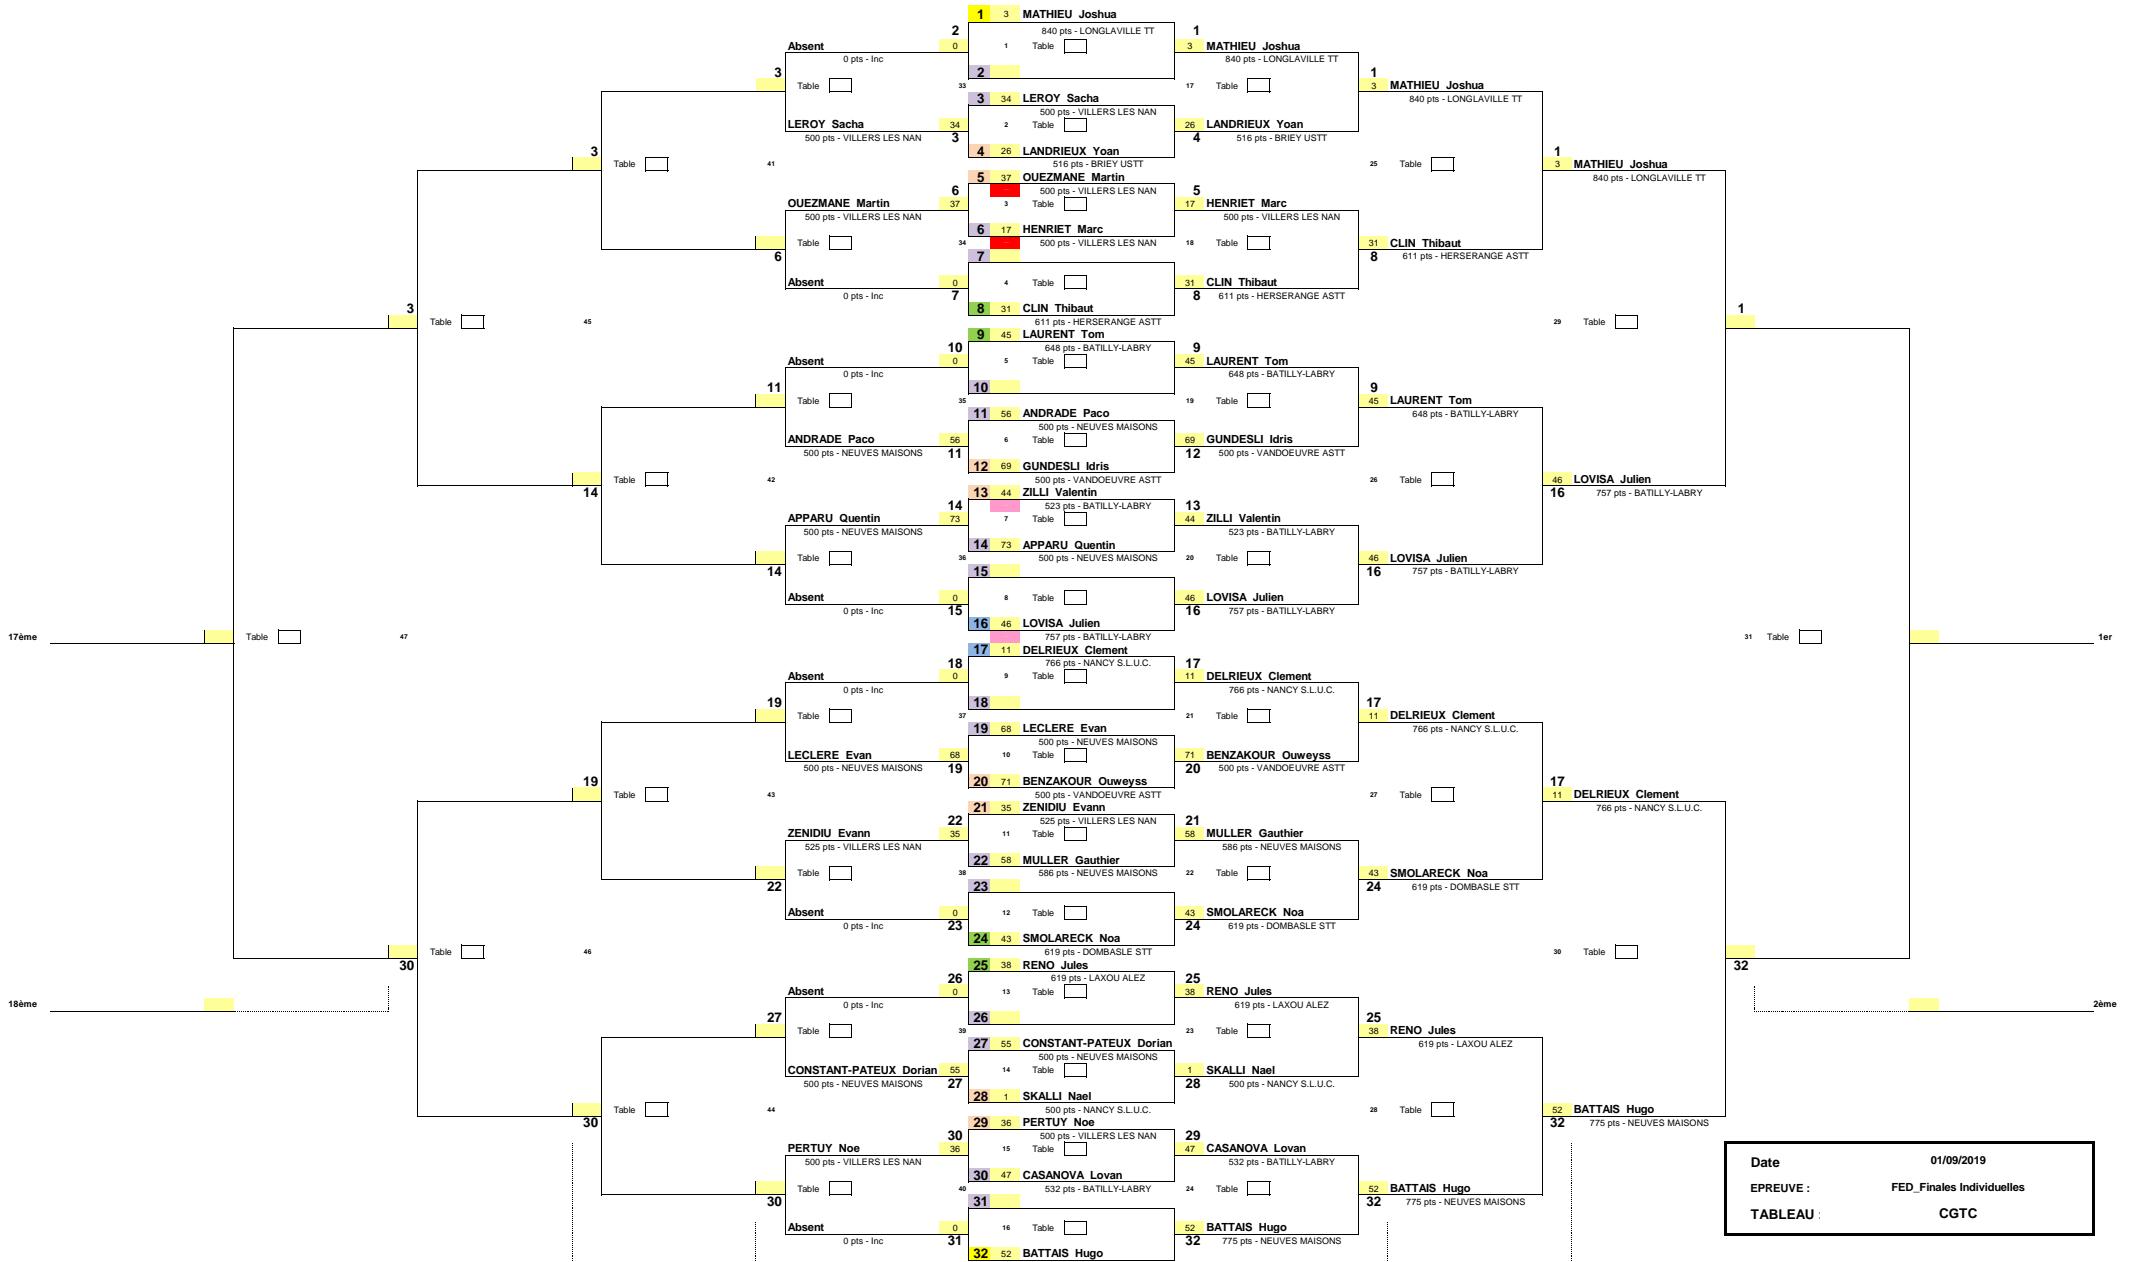 1 3 MATHIEU Joshua
2 840 pts - LONGLAVILLE TT 1
Absent 0 1 Table 3 MATHIEU Joshua
0 pts - Inc 840 pts - LONGLAVILLE TT
3 2 1
Table 33 17 Table 3 MATHIEU Joshua
3 34 LEROY Sacha 840 pts - LONGLAVILLE TT
500 pts - VILLERS LES NAN
LEROY Sacha 34 2 Table 26 LANDRIEUX Yoan
500 pts - VILLERS LES NAN 3 4 516 pts - BRIEY USTT
3 4 26 LANDRIEUX Yoan 1
Table 41 516 pts - BRIEY USTT 25 Table 3 MATHIEU Joshua
5 37 OUEZMANE Martin 840 pts - LONGLAVILLE TT
6 500 pts - VILLERS LES NAN 5
OUEZMANE Martin 37 3 Table 17 HENRIET Marc
500 pts - VILLERS LES NAN 500 pts - VILLERS LES NAN
6 17 HENRIET Marc
Table 34 500 pts - VILLERS LES NAN 18 Table 31 CLIN Thibaut
6 7 8 611 pts - HERSERANGE ASTT
Absent 0 4 Table 31 CLIN Thibaut
0 pts - Inc 7 8 611 pts - HERSERANGE ASTT
3 8 31 CLIN Thibaut 1
Table 45 611 pts - HERSERANGE ASTT 29 Table
9 45 LAURENT Tom
10 648 pts - BATILLY-LABRY 9
Absent 0 5 Table 45 LAURENT Tom
0 pts - Inc 648 pts - BATILLY-LABRY
11 10 9
Table 35 19 Table 45 LAURENT Tom
11 56 ANDRADE Paco 648 pts - BATILLY-LABRY
500 pts - NEUVES MAISONS
ANDRADE Paco 56 6 Table 69 GUNDESLI Idris
500 pts - NEUVES MAISONS 11 12 500 pts - VANDOEUVRE ASTT
12 69 GUNDESLI Idris
Table 42 500 pts - VANDOEUVRE ASTT 26 Table 46 LOVISA Julien
14 13 44 ZILLI Valentin 16 757 pts - BATILLY-LABRY
14 523 pts - BATILLY-LABRY 13
APPARU Quentin 73 7 Table 44 ZILLI Valentin
500 pts - NEUVES MAISONS 523 pts - BATILLY-LABRY
14 73 APPARU Quentin
Table 36 500 pts - NEUVES MAISONS 20 Table 46 LOVISA Julien
14 15 16 757 pts - BATILLY-LABRY
Absent 0 8 Table 46 LOVISA Julien
0 pts - Inc 15 16 757 pts - BATILLY-LABRY
16 46 LOVISA Julien
17ème Table 47 757 pts - BATILLY-LABRY 31 Table 1er
17 11 DELRIEUX Clement
18 766 pts - NANCY S.L.U.C. 17
Absent 0 9 Table 11 DELRIEUX Clement
0 pts - Inc 766 pts - NANCY S.L.U.C.
19 18 17
Table 37 21 Table 11 DELRIEUX Clement
19 68 LECLERE Evan 766 pts - NANCY S.L.U.C.
500 pts - NEUVES MAISONS
LECLERE Evan 68 10 Table 71 BENZAKOUR Ouweyss
500 pts - NEUVES MAISONS 19 20 500 pts - VANDOEUVRE ASTT
19 20 71 BENZAKOUR Ouweyss 17
Table 43 500 pts - VANDOEUVRE ASTT 27 Table 11 DELRIEUX Clement
21 35 ZENIDIU Evann 766 pts - NANCY S.L.U.C.
22 525 pts - VILLERS LES NAN 21
ZENIDIU Evann 35 11 Table 58 MULLER Gauthier
525 pts - VILLERS LES NAN 586 pts - NEUVES MAISONS
22 58 MULLER Gauthier
Table 38 586 pts - NEUVES MAISONS 22 Table 43 SMOLARECK Noa
22 23 24 619 pts - DOMBASLE STT
Absent 0 12 Table 43 SMOLARECK Noa
0 pts - Inc 23 24 619 pts - DOMBASLE STT
24 43 SMOLARECK Noa
Table 46 619 pts - DOMBASLE STT 30 Table
30 25 38 RENO Jules 32
26 619 pts - LAXOU ALEZ 25
Absent 0 13 Table 38 RENO Jules
18ème 0 pts - Inc 619 pts - LAXOU ALEZ 2ème
27 26 25
Table 39 23 Table 38 RENO Jules
27 55 CONSTANT-PATEUX Dorian 619 pts - LAXOU ALEZ
500 pts - NEUVES MAISONS
CONSTANT-PATEUX Dorian 55 14 Table 1 SKALLI Nael
500 pts - NEUVES MAISONS 27 28 500 pts - NANCY S.L.U.C.
28 1 SKALLI Nael
Table 44 500 pts - NANCY S.L.U.C. 28 Table 52 BATTAIS Hugo
30 29 36 PERTUY Noe 32 775 pts - NEUVES MAISONS
30 500 pts - VILLERS LES NAN 29
PERTUY Noe 36 15 Table 47 CASANOVA Lovan
500 pts - VILLERS LES NAN 532 pts - BATILLY-LABRY
30 47 CASANOVA Lovan
Table 40 532 pts - BATILLY-LABRY 24 Table 52 BATTAIS Hugo
30 31 32 775 pts - NEUVES MAISONS
Absent 0 16 Table 52 BATTAIS Hugo
0 pts - Inc 31 32 775 pts - NEUVES MAISONS
32 52 BATTAIS Hugo
Date 01/09/2019
EPREUVE : FED_Finales Individuelles
TABLEAU : CGTC